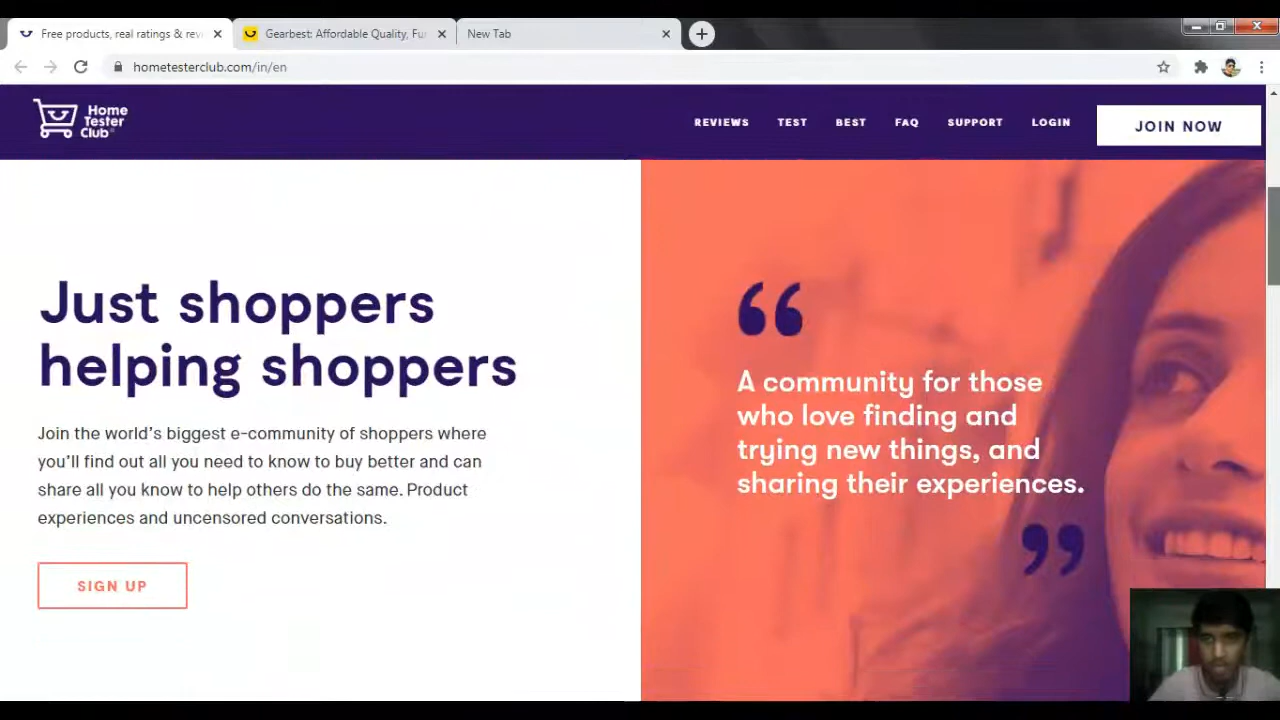 Free products, real ratings & rev
Gearbest: Affordable Quality, Fu
New Tab
hometesterclub.com/in/en
Home
Tester
Club
REVIEWS TEST BEST FAQ SUPPORT LOGIN JOIN NOW
Just shoppers
helping shoppers
Join the world’s biggest e-community of shoppers where
you’ll find out all you need to know to buy better and can
share all you know to help others do the same. Product
experiences and uncensored conversations.
SIGN UP
“
A community for those
who love finding and
trying new things, and
sharing their experiences.
”